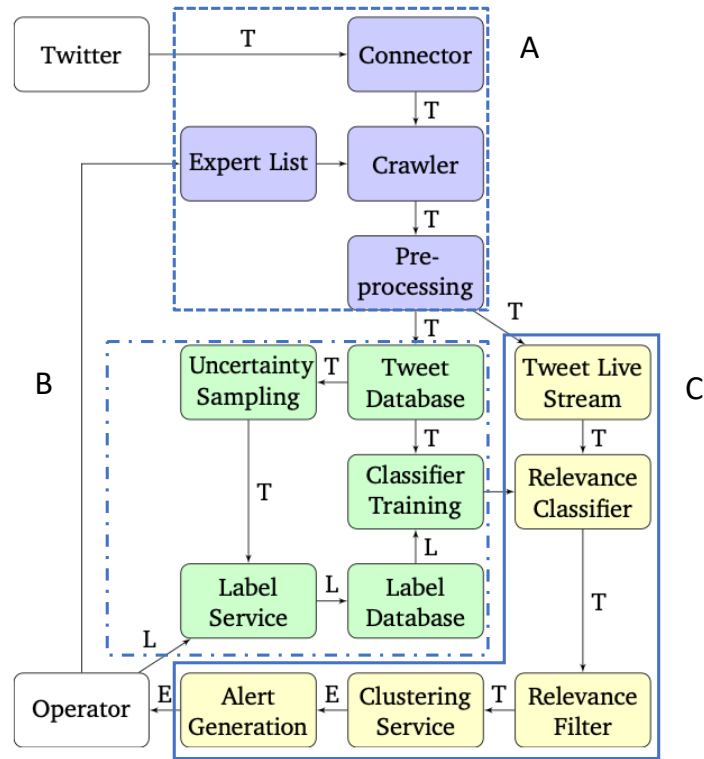 T
A
Twitter
Connector
T
Expert List
Crawler
T
Pre-
processing
T
T
B
Uncertainty
Sampling
T
Tweet
Database
Tweet Live
Stream
C
T
T
Classifier
Training
Relevance
Classifier
T
L
Label
Service
L
Label
Database
T
L
Operator
E
Alert
Generation
E
Clustering
Service
T
Relevance
Filter